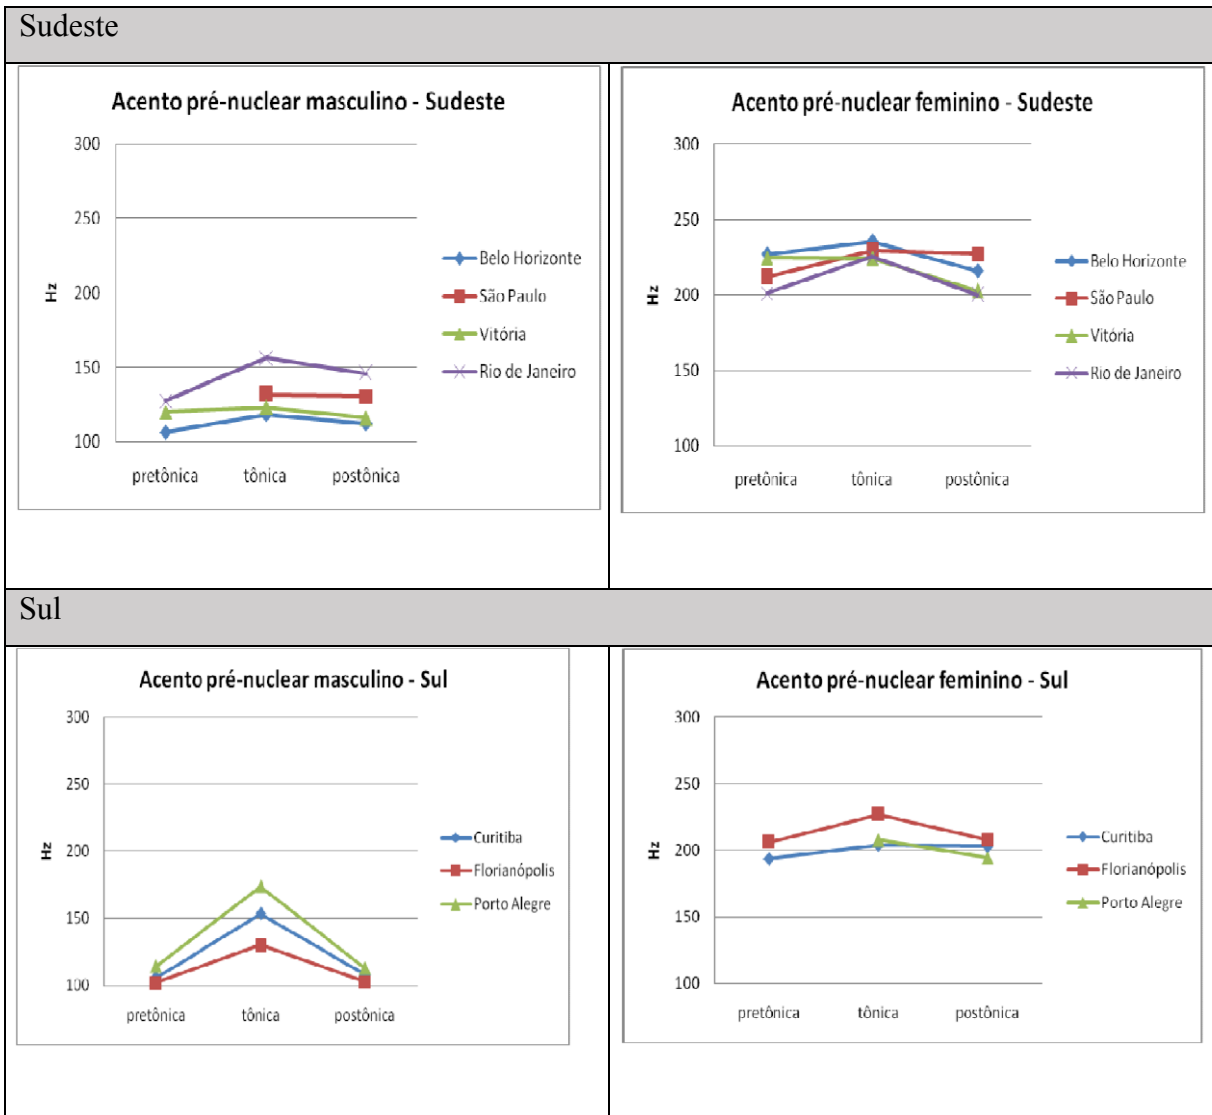 Sudeste
Acento pré-nuclear masculino - Sudeste
300
250
200
150
100
Hz
pretônica tônica postônica
Belo Horizonte
São Paulo
Vitória
Rio de Janeiro
Acento pré-nuclear feminino - Sudeste
300
250
200
150
100
Hz
pretônica tônica postônica
Belo Horizonte
São Paulo
Vitória
Rio de Janeiro
Sul
Acento pré-nuclear masculino - Sul
300
250
200
150
100
Hz
pretônica tônica postônica
Curitiba
Florianópolis
Porto Alegre
Acento pré-nuclear feminino - Sul
300
250
200
150
100
Hz
pretônica tônica postônica
Curitiba
Florianópolis
Porto Alegre